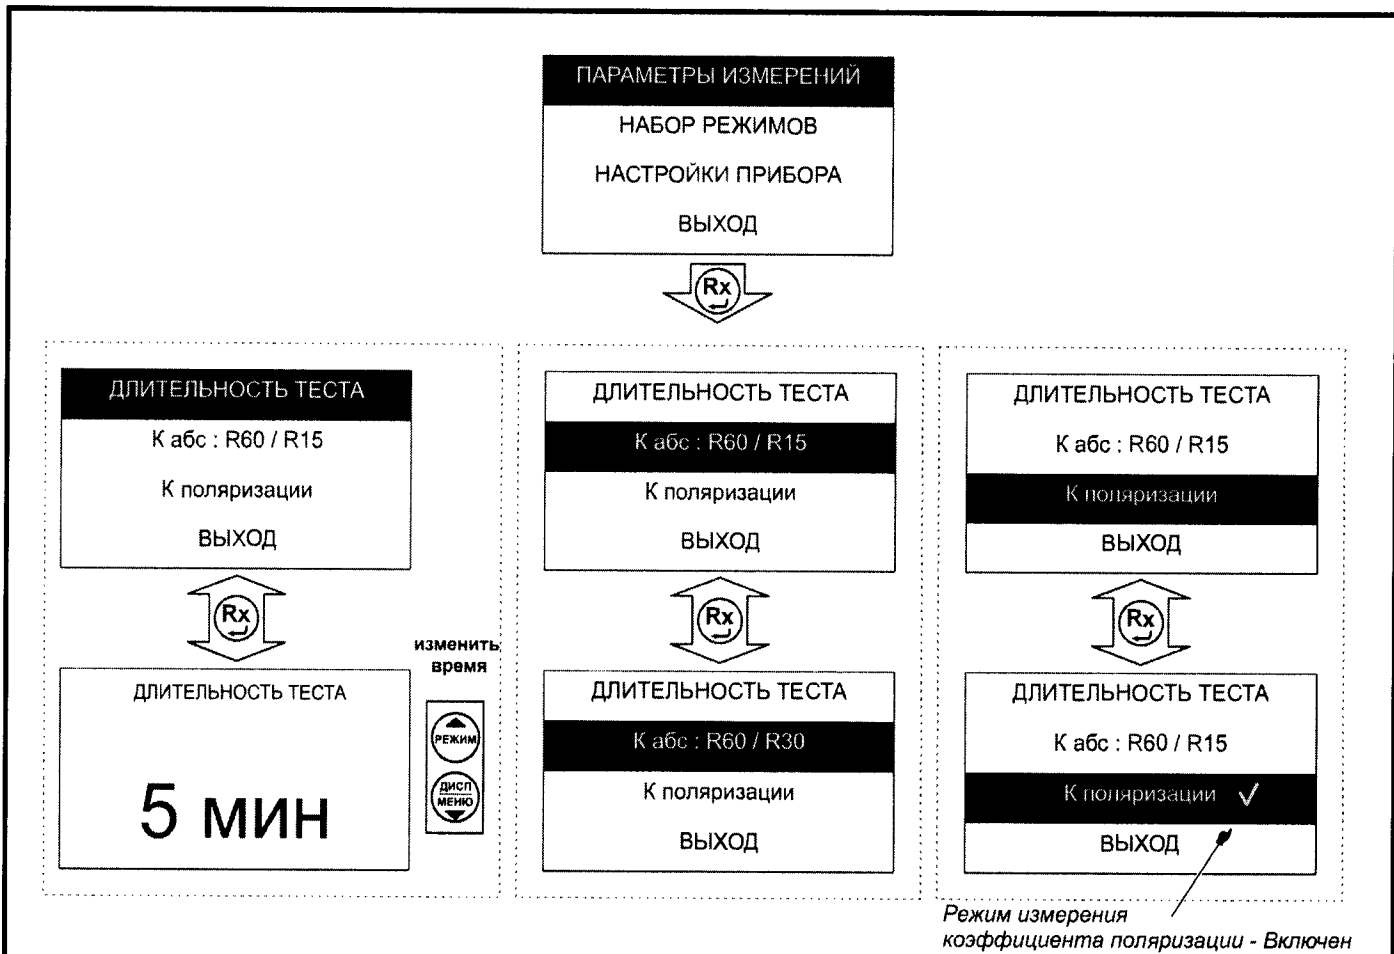 ПАРАМЕТРЫ ИЗМЕРЕНИЙ
НАБОР РЕЖИМОВ
НАСТРОЙКИ ПРИБОРА
ВЫХОД
Rx
ДЛИТЕЛЬНОСТЬ ТЕСТА
К абс : R60 / R15
К поляризации
ВЫХОД
Rx
изменить
время
ДЛИТЕЛЬНОСТЬ ТЕСТА
5 мин
РЕЖИМ
ДИСП
МЕНЮ
ДЛИТЕЛЬНОСТЬ ТЕСТА
К абс : R60 / R15
К поляризации
ВЫХОД
Rx
ДЛИТЕЛЬНОСТЬ ТЕСТА
К абс : R60 / R30
К поляризации
ВЫХОД
ДЛИТЕЛЬНОСТЬ ТЕСТА
К абс : R60 / R15
К поляризации
ВЫХОД
Rx
ДЛИТЕЛЬНОСТЬ ТЕСТА
К абс : R60 / R15
К поляризации ✓
ВЫХОД
Режим измерения
коэффициента поляризации - Включен